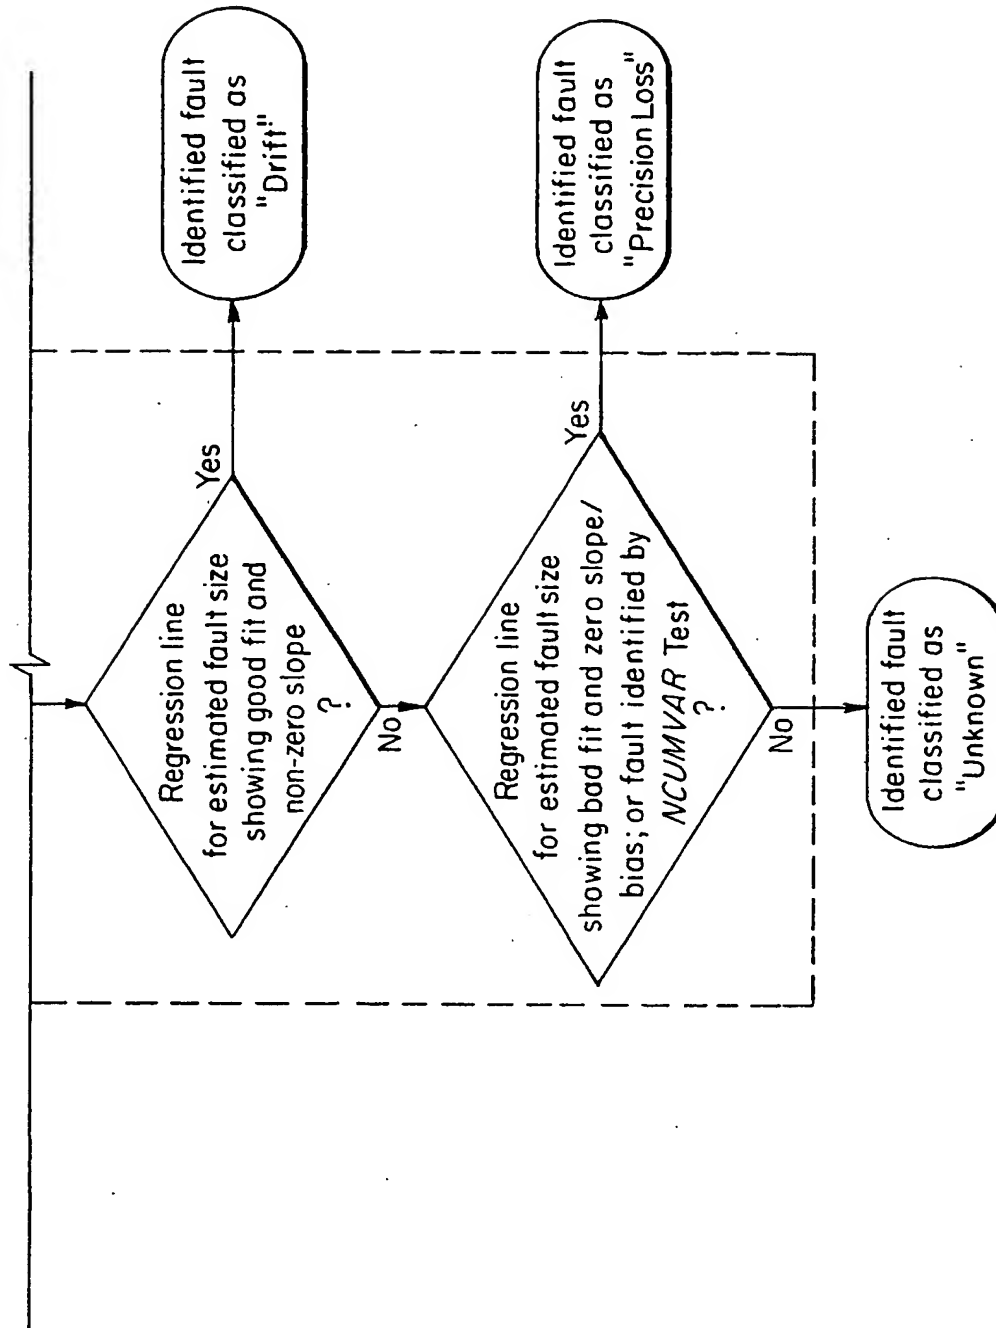 Regression line
for estimated fault size
showing good fit and
non-zero slope
?
Yes
Identified fault
classified as
"Drift"
No
Regression line
for estimated fault size
showing bad fit and zero slope/
bias; or fault identified by
NCUMVAR Test
?
Yes
Identified fault
classified as
"Precision Loss"
No
Identified fault
classified as
"Unknown"